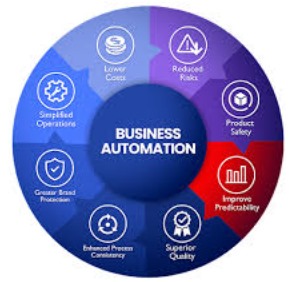 Lower
Costs
Reduced
Risks
Product
Safety
Improve
Predictability
Superior
Quality
Enhanced Process
Consistency
Greater Brand
Protection
Simplified
Operations
BUSINESS
AUTOMATION